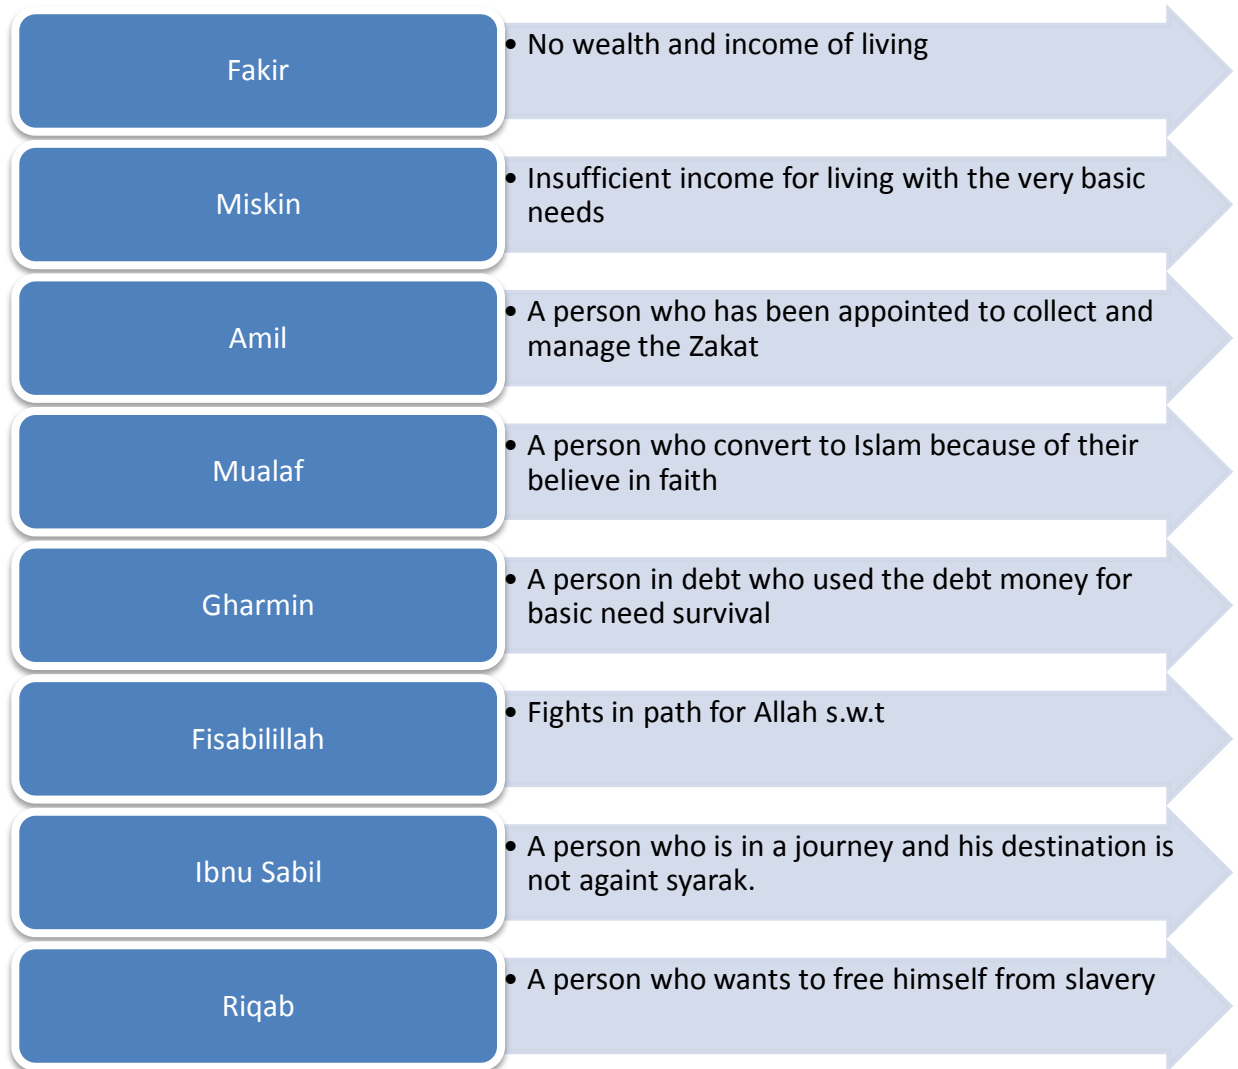 Fakir
• No wealth and income of living
Miskin
• Insufficient income for living with the very basic
needs
Amil
• A person who has been appointed to collect and
manage the Zakat
Mualaf
• A person who convert to Islam because of their
believe in faith
Gharmin
• A person in debt who used the debt money for
basic need survival
Fisabilillah
• Fights in path for Allah s.w.t
Ibnu Sabil
• A person who is in a journey and his destination is
not againt syarak.
Riqab
• A person who wants to free himself from slavery